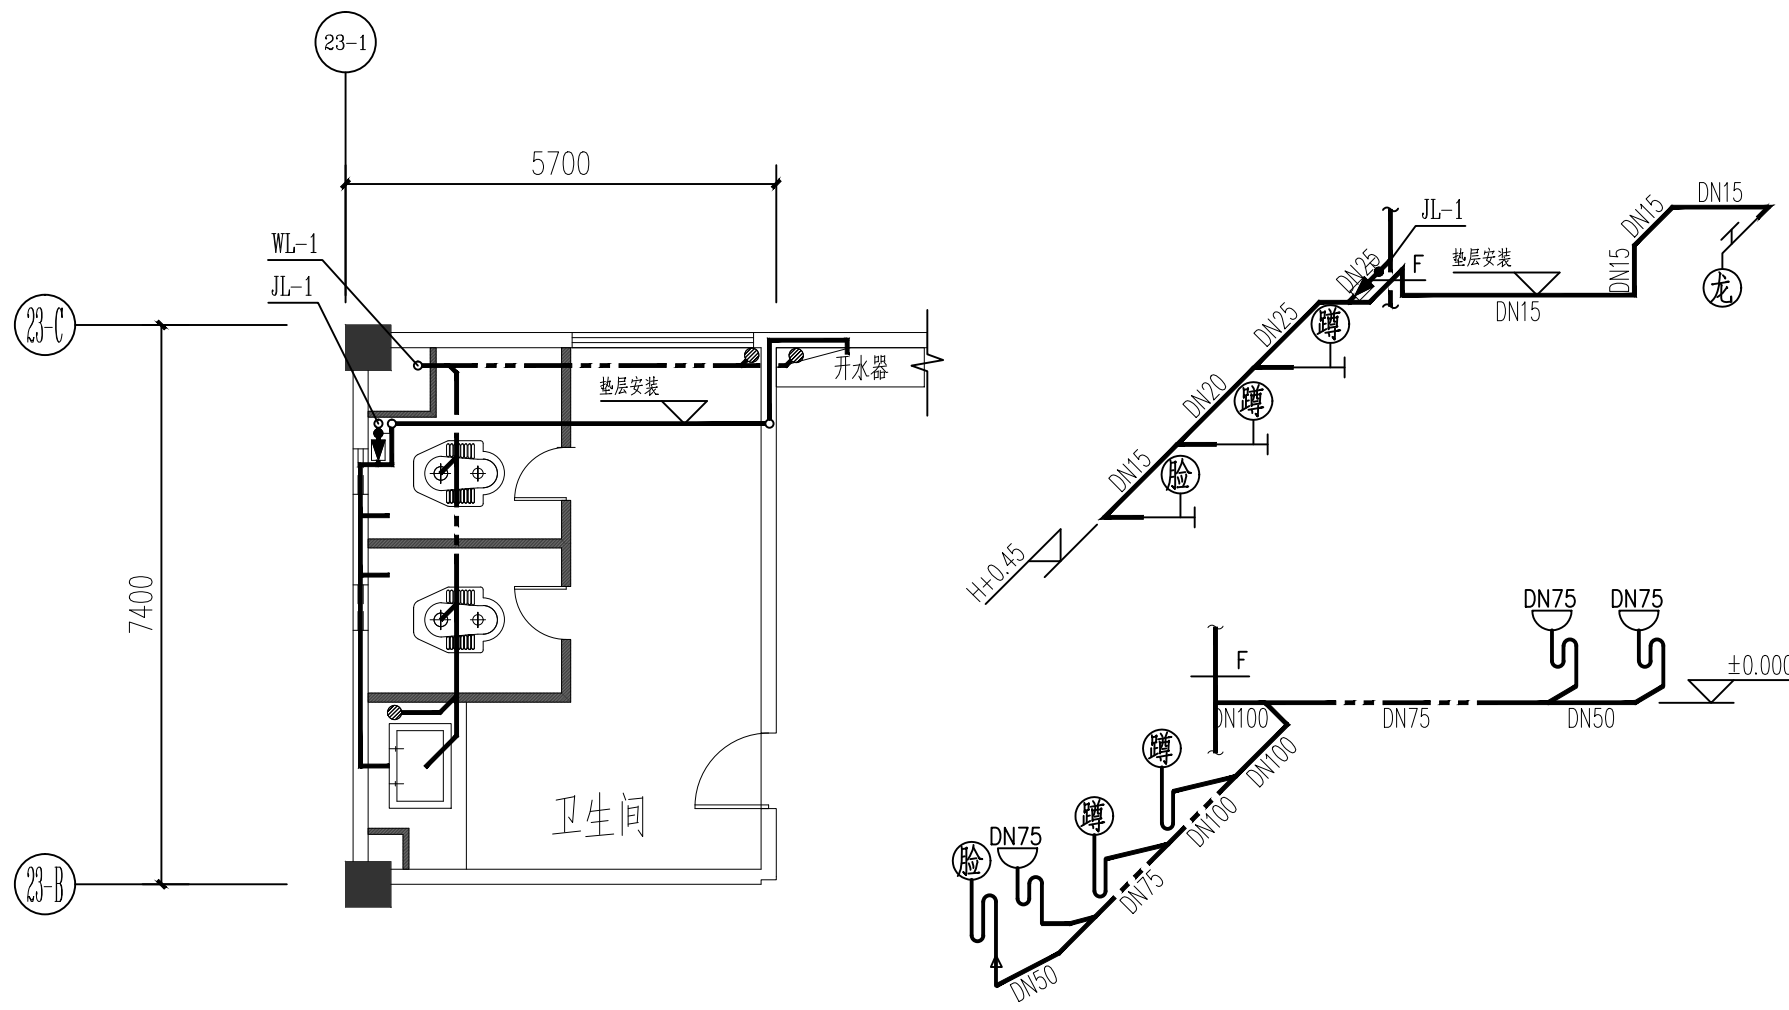 23-1
5700
WL-1
JL-1
23-C
垫层安装
开水器
7400
卫生间
23-B
JL-1
DN15
DN15
DN25
F
垫层安装
DN15
龙
DN15
DN25
蹲
DN20
蹲
DN15
脸
H+0.45
DN75
DN75
F
±0.000
DN100
DN75
DN50
蹲
DN100
蹲
DN100
DN75
脸
DN75
DN50